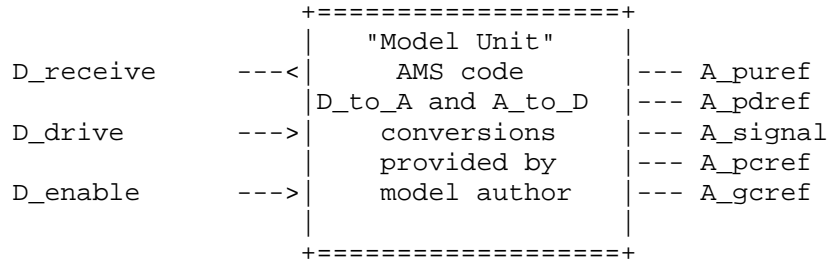 +===================+
| "Model Unit" |
D_receive ---<| AMS code |--- A_puref
|D_to_A and A_to_D |--- A_pdref
D_drive --->| conversions |--- A_signal
| provided by |--- A_pcref
D_enable --->| model author |--- A_gcref
| |
+===================+